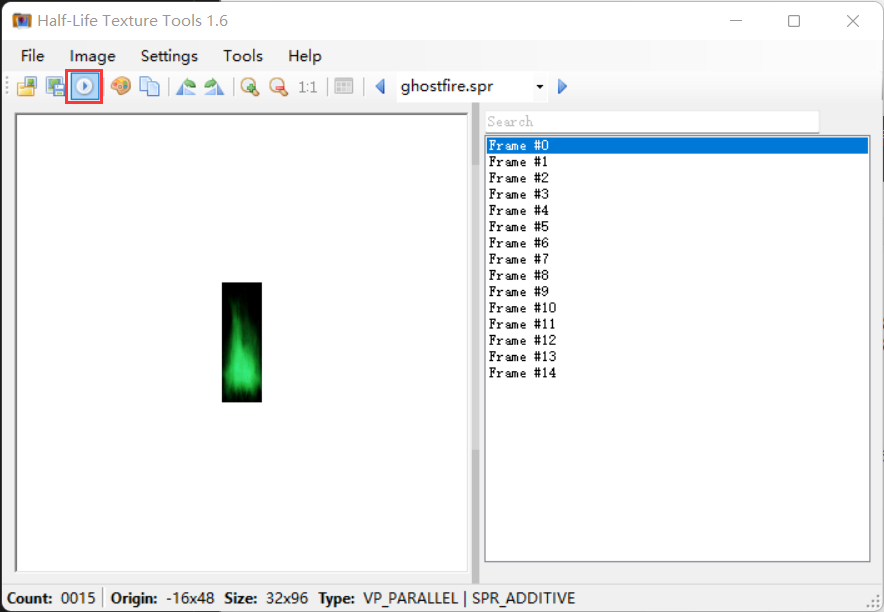 Half-Life Texture Tools 1.6
File Image Settings Tools Help
1:1 ghostfire.spr
Search
Frame #0
Frame #1
Frame #2
Frame #3
Frame #4
Frame #5
Frame #6
Frame #7
Frame #8
Frame #9
Frame #10
Frame #11
Frame #12
Frame #13
Frame #14
Count: 0015 Origin: -16x48 Size: 32x96 Type: VP_PARALLEL | SPR_ADDITIVE